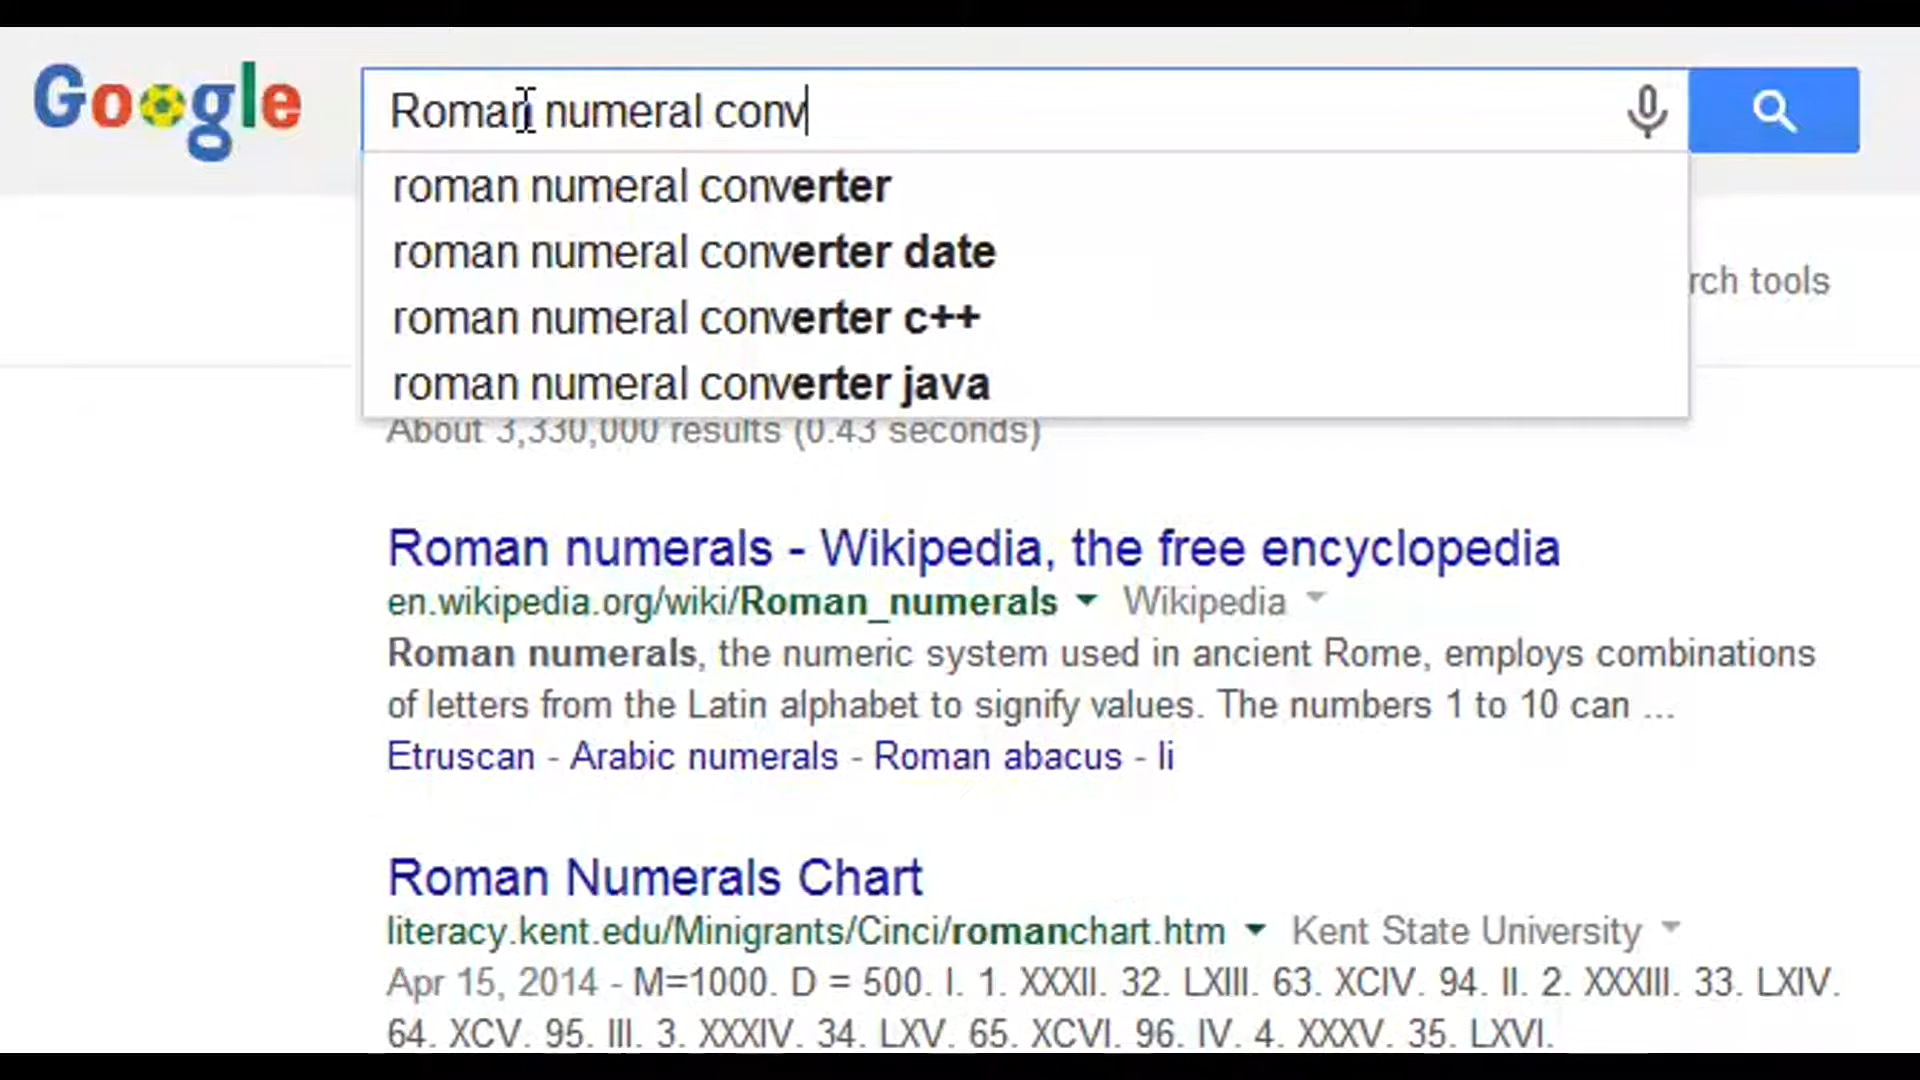 Google
Roman numeral conv
roman numeral converter
roman numeral converter date
rch tools
roman numeral converter c++
roman numeral converter java
About 3,330,000 results (0.43 seconds)
Roman numerals - Wikipedia, the free encyclopedia
en.wikipedia.org/wiki/Roman_numerals Wikipedia
Roman numerals, the numeric system used in ancient Rome, employs combinations
of letters from the Latin alphabet to signify values. The numbers 1 to 10 can ...
Etruscan - Arabic numerals - Roman abacus - Ii
Roman Numerals Chart
literacy.kent.edu/Minigrants/Cinci/romanchart.htm Kent State University
Apr 15, 2014 - M=1000. D = 500. I. 1. XXXII. 32. LXIII. 63. XCIV. 94. II. 2. XXXIII. 33. LXIV.
64. XCV. 95. III. 3. XXXIV. 34. LXV. 65. XCVI. 96. IV. 4. XXXV. 35. LXVI.